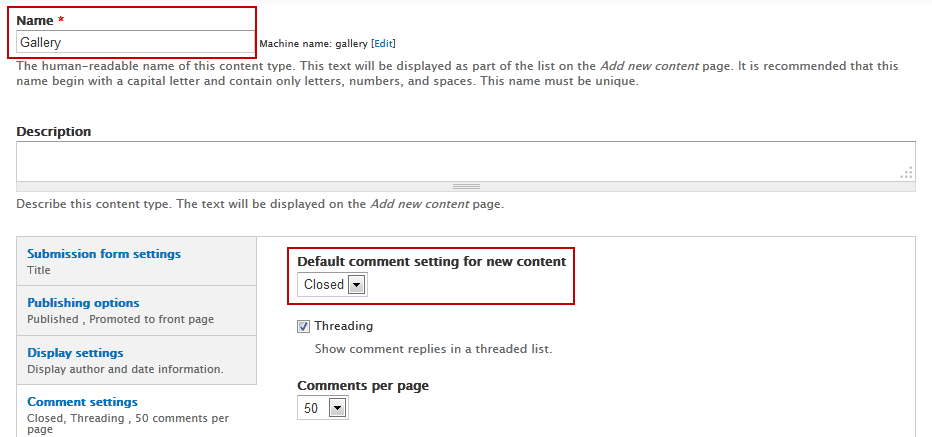 Name *
Gallery
Machine name: gallery [Edit]
The human-readable name of this content type. This text will be displayed as part of the list on the Add new content page. It is recommended that this
name begin with a capital letter and contain only letters, numbers, and spaces. This name must be unique.
Description
Describe this content type. The text will be displayed on the Add new content page.
Submission form settings
Title
Publishing options
Published , Promoted to front page
Display settings
Display author and date information.
Comment settings
Closed, Threading , 50 comments per
page
Default comment setting for new content
Closed
Threading
Show comment replies in a threaded list.
Comments per page
50